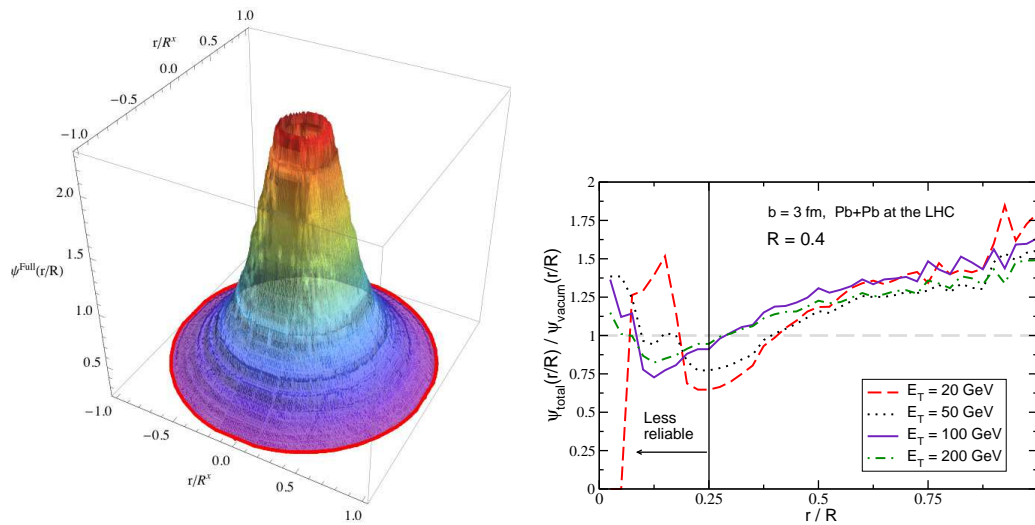 1.0
r/R^x
0.5
0.0
−0.5
−1.0
2.0
1.5
ψ^Full(r/R)
1.0
0.5
−1.0
−0.5
0.0
r/R^x
0.5
1.0
ψ_total(r/R) / ψ_vacuum(r/R)
2
1.75
1.5
1.25
1
0.75
0.5
0.25
0
b = 3 fm, Pb+Pb at the LHC
R = 0.4
Less
reliable
E_T = 20 GeV
E_T = 50 GeV
E_T = 100 GeV
E_T = 200 GeV
0
0.25
0.5
0.75
r / R